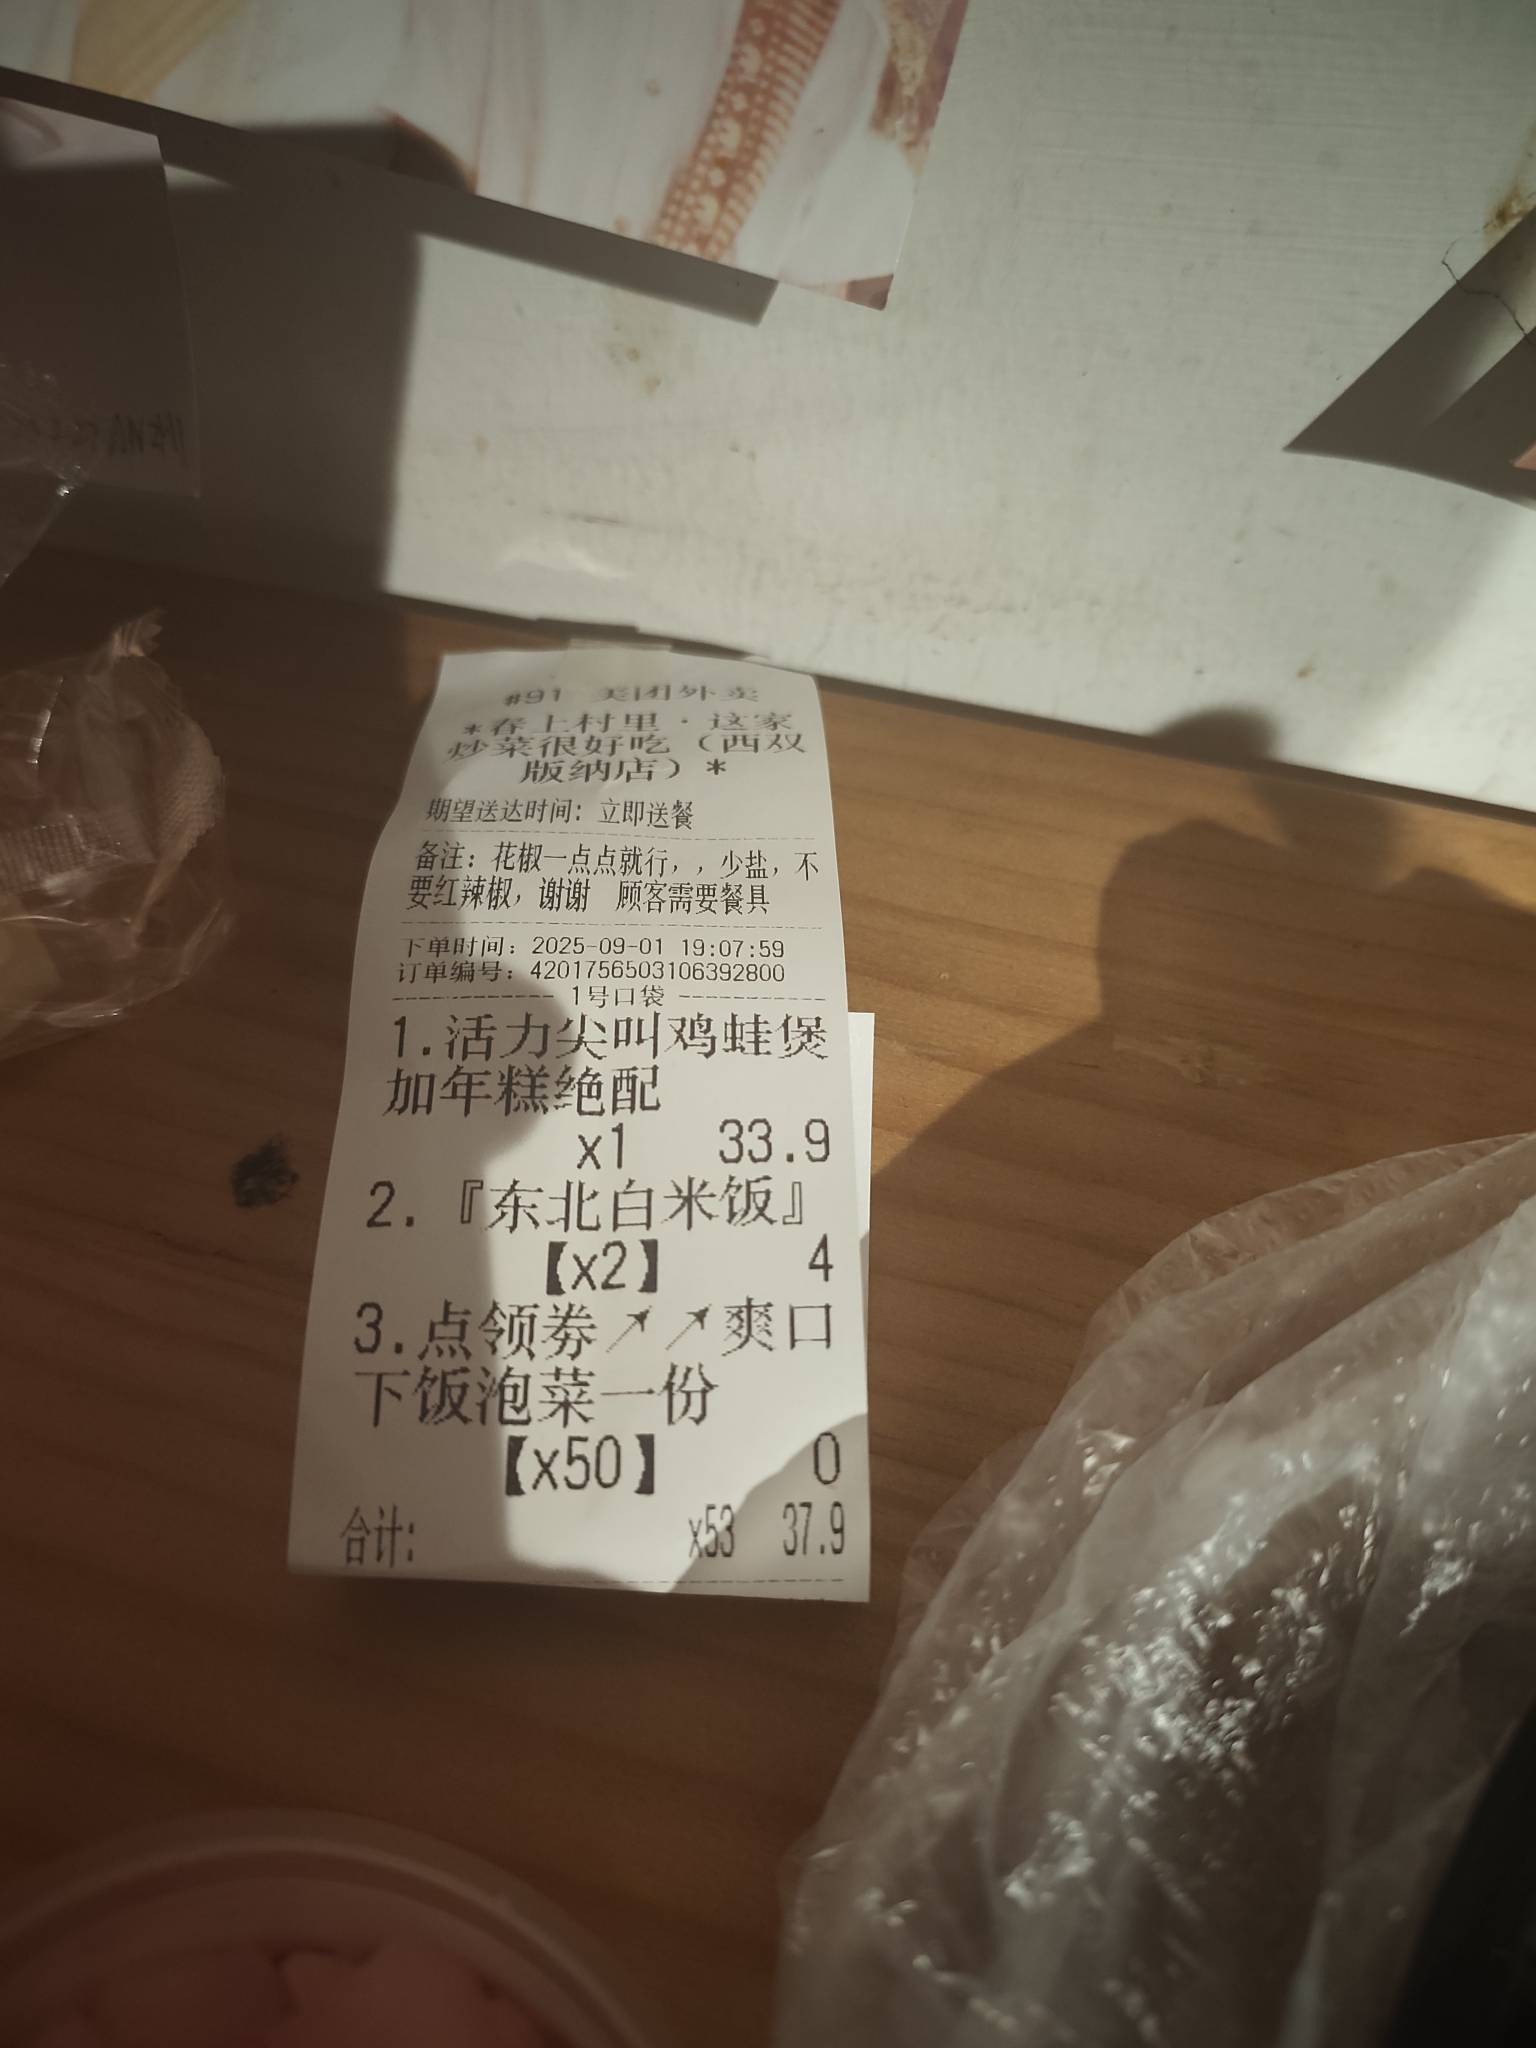 #91 美团外卖
*春上村里·这家
炒菜很好吃（西双
版纳店）*
期望送达时间：立即送餐
备注：花椒一点点就行，，少盐，不
要红辣椒，谢谢 顾客需要餐具
下单时间：2025-09-01 19:07:59
订单编号：4201756503106392800
1号口袋
1.活力尖叫鸡蛙煲
加年糕绝配
x1 33.9
2.『东北白米饭』
【x2】 4
3.点领券↗↗爽口
下饭泡菜一份
【x50】 0
合计： x53 37.9